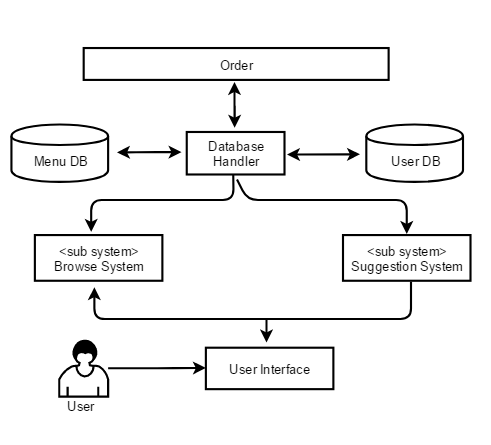 Order
Database
Handler
Menu DB
User DB
<sub system>
Browse System
<sub system>
Suggestion System
User Interface
User